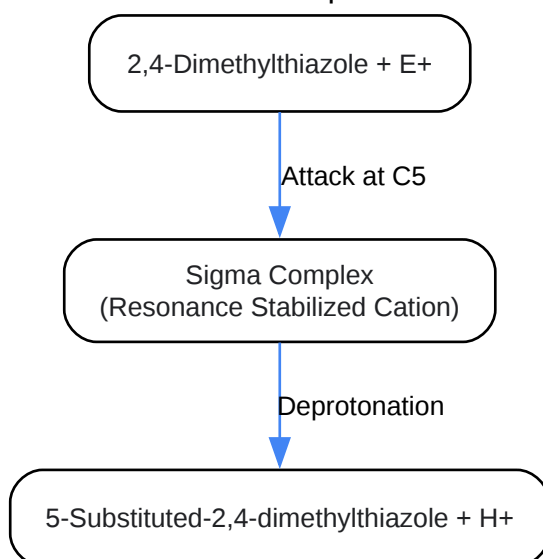 2,4-Dimethylthiazole + E+
Attack at C5
Sigma Complex
(Resonance Stabilized Cation)
Deprotonation
5-Substituted-2,4-dimethylthiazole + H+